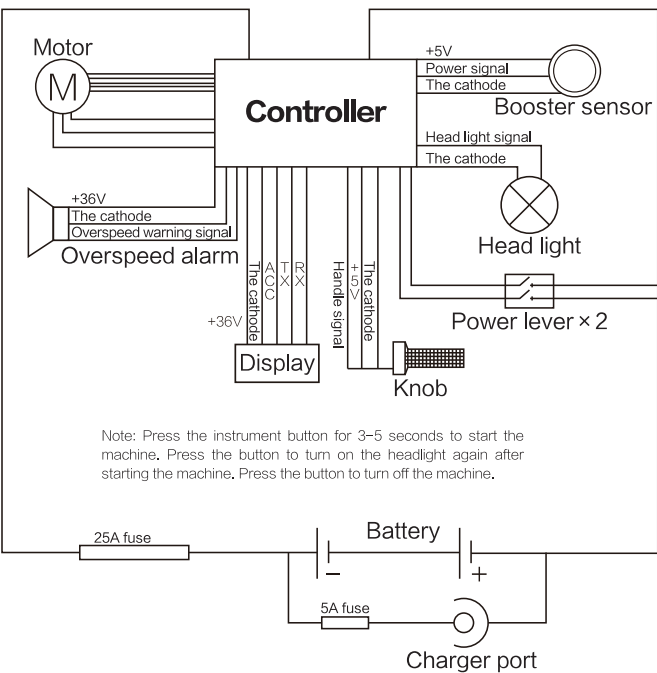 Motor
M
Controller
+5V
Power signal
The cathode
Booster sensor
Head light signal
The cathode
Head light
+36V
The cathode
Overspeed warning signal
Overspeed alarm
+36V
The cathode
ACC
TX
RX
Display
Handle signal
+5V
The cathode
Knob
Power lever × 2
Note: Press the instrument button for 3-5 seconds to start the
machine. Press the button to turn on the headlight again after
starting the machine. Press the button to turn off the machine.
25A fuse
Battery
-
+
5A fuse
Charger port